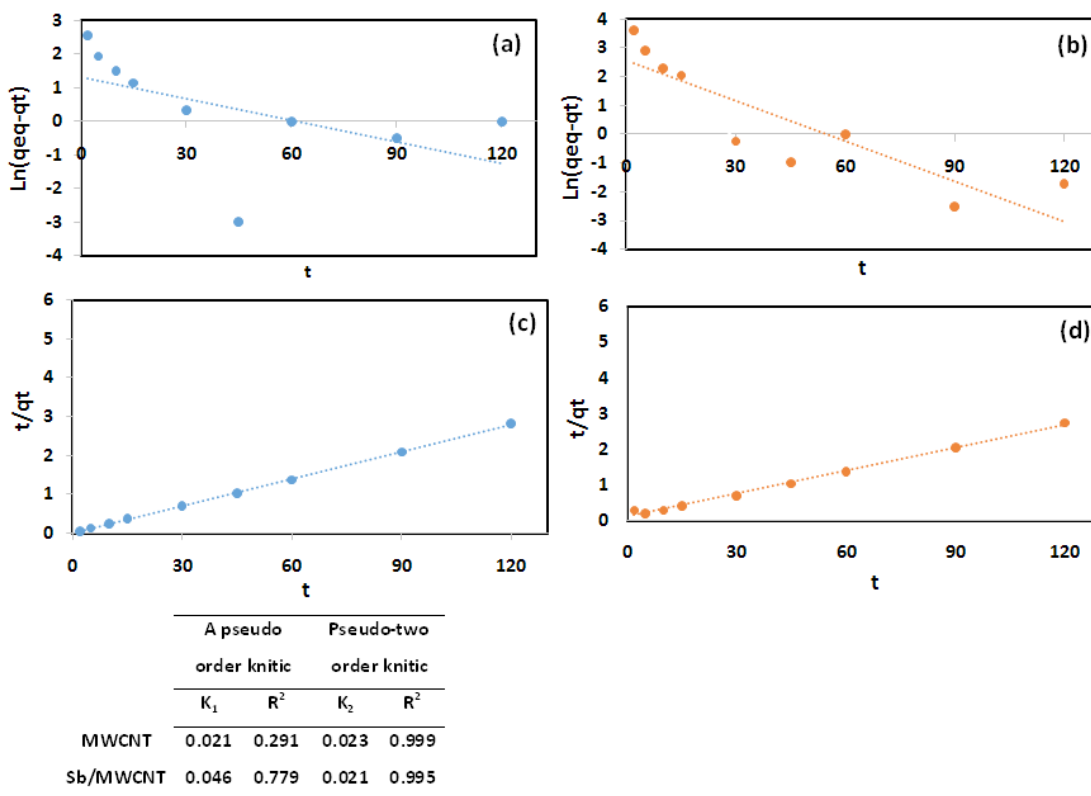 (a)
3
2
1
0
-1
-2
-3
-4
0 30 60 90 120
Ln(qeq-qt)
t
(b)
4
3
2
1
0
-1
-2
-3
-4
0 30 60 90 120
Ln(qeq-qt)
t
(c)
6
5
4
3
2
1
0
0 30 60 90 120
t/qt
t
(d)
6
5
4
3
2
1
0
0 30 60 90 120
t/qt
t
A pseudo Pseudo-two
order knitic order knitic
K1 R2 K2 R2
MWCNT 0.021 0.291 0.023 0.999
Sb/MWCNT 0.046 0.779 0.021 0.995